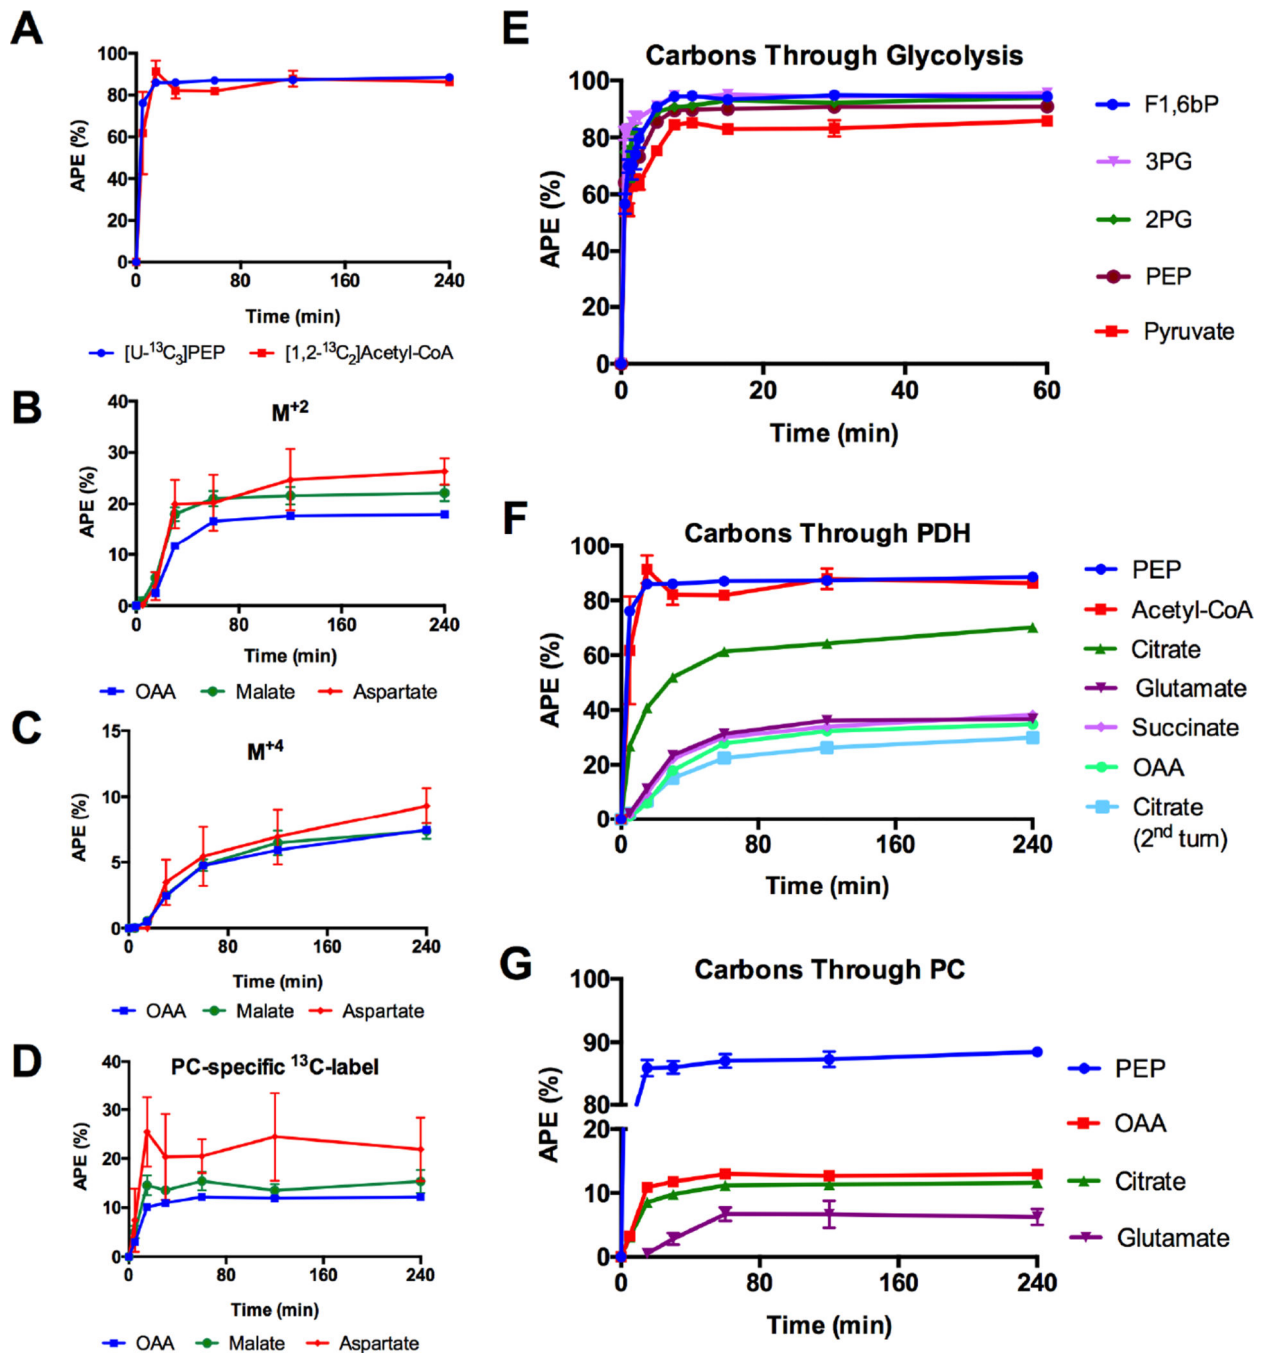 A
100
80
60
40
20
0
APE (%)
0 80 160 240
Time (min)
[U-¹³C₃]PEP [1,2-¹³C₂]Acetyl-CoA
B
M⁺²
40
30
20
10
0
APE (%)
0 80 160 240
Time (min)
OAA Malate Aspartate
C
M⁺⁴
15
10
5
0
APE (%)
0 80 160 240
Time (min)
OAA Malate Aspartate
D
PC-specific ¹³C-label
40
30
20
10
0
APE (%)
0 80 160 240
Time (min)
OAA Malate Aspartate
E
Carbons Through Glycolysis
100
80
60
40
20
0
APE (%)
0 20 40 60
Time (min)
F1,6bP
3PG
2PG
PEP
Pyruvate
F
Carbons Through PDH
100
80
60
40
20
0
APE (%)
0 80 160 240
Time (min)
PEP
Acetyl-CoA
Citrate
Glutamate
Succinate
OAA
Citrate
(2ⁿᵈ turn)
G
Carbons Through PC
100
90
80
20
10
0
APE (%)
0 80 160 240
Time (min)
PEP
OAA
Citrate
Glutamate